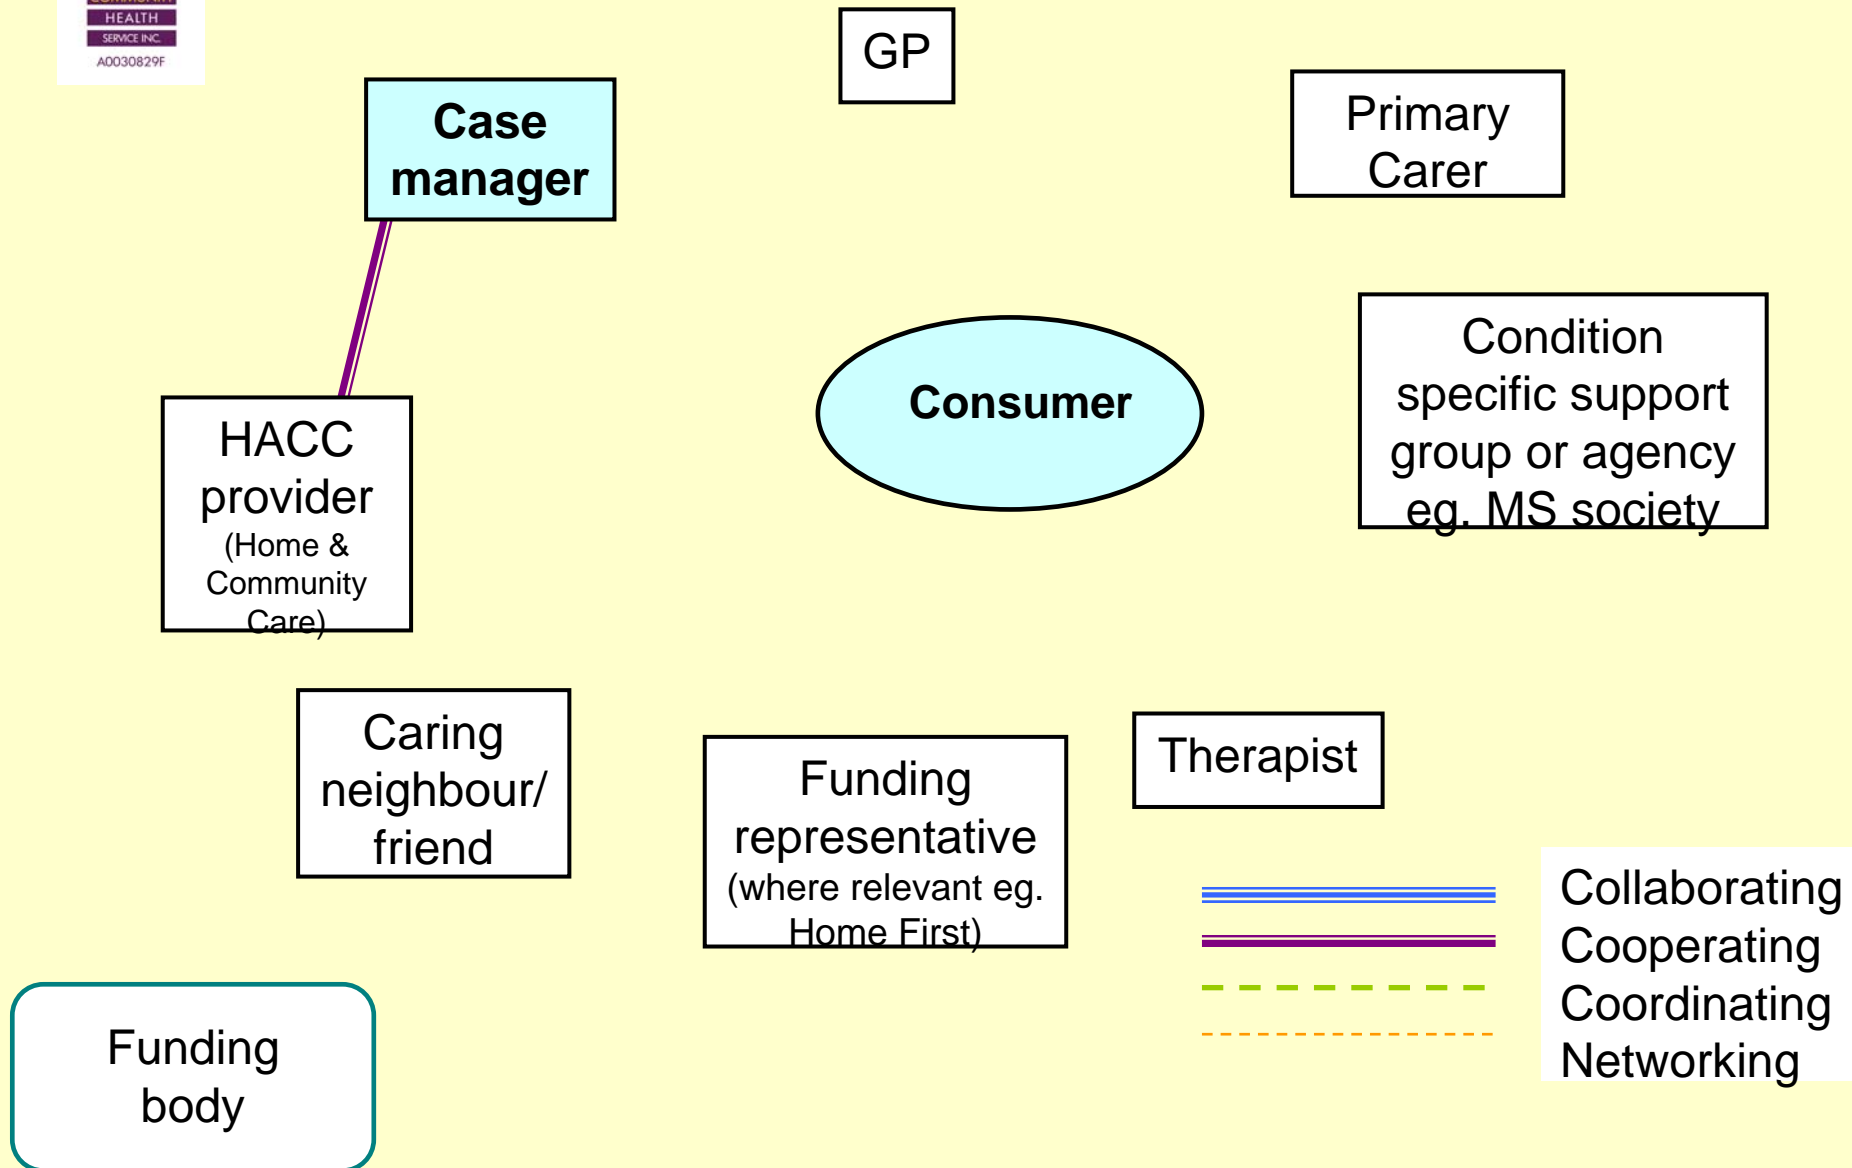 COMMUNITY
HEALTH
SERVICE INC.
A0030829F
GP
Case
manager
Primary
Carer
Consumer
Condition
specific support
group or agency
eg. MS society
HACC
provider
(Home &
Community
Care)
Caring
neighbour/
friend
Funding
representative
(where relevant eg.
Home First)
Therapist
Collaborating
Cooperating
Coordinating
Networking
Funding
body